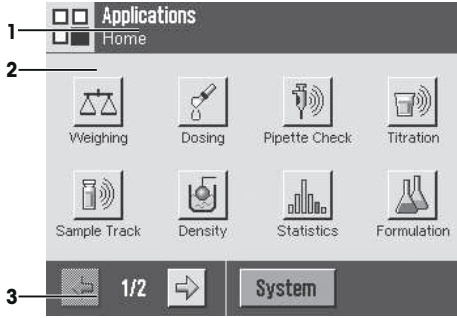 Applications
1
Home
2
Weighing Dosing Pipette Check Titration
Sample Track Density Statistics Formulation
3
1/2 System